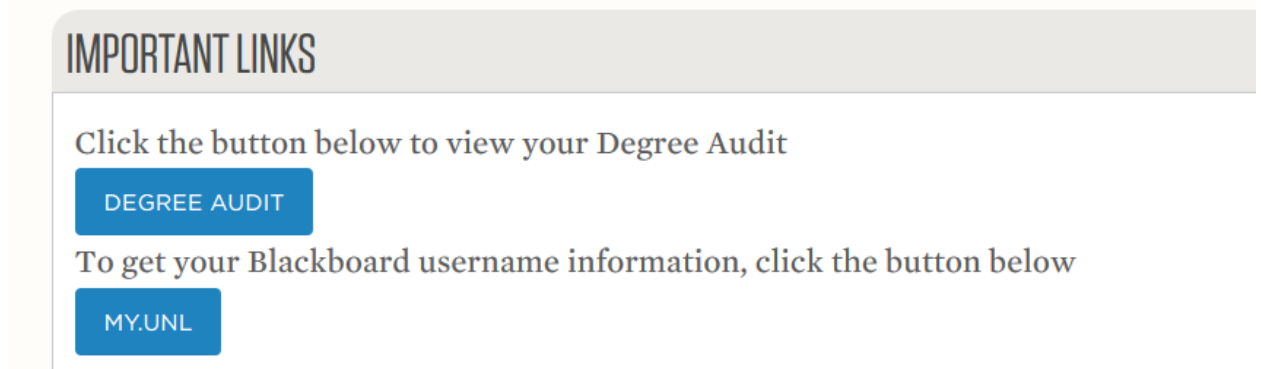 IMPORTANT LINKS
Click the button below to view your Degree Audit
DEGREE AUDIT
To get your Blackboard username information, click the button below
MY.UNL